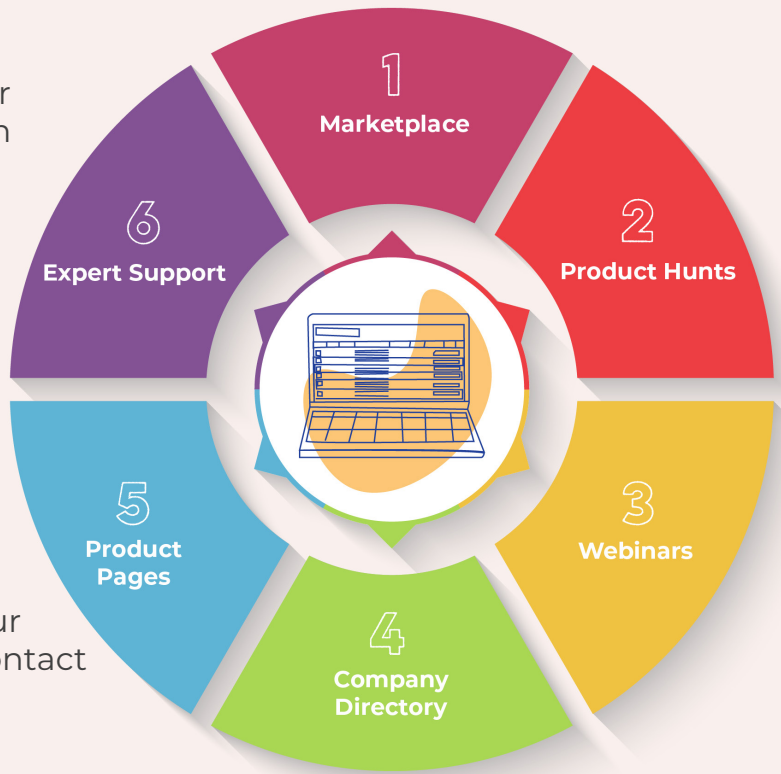 1
Marketplace
2
Product Hunts
3
Webinars
4
Company
Directory
5
Product
Pages
6
Expert Support